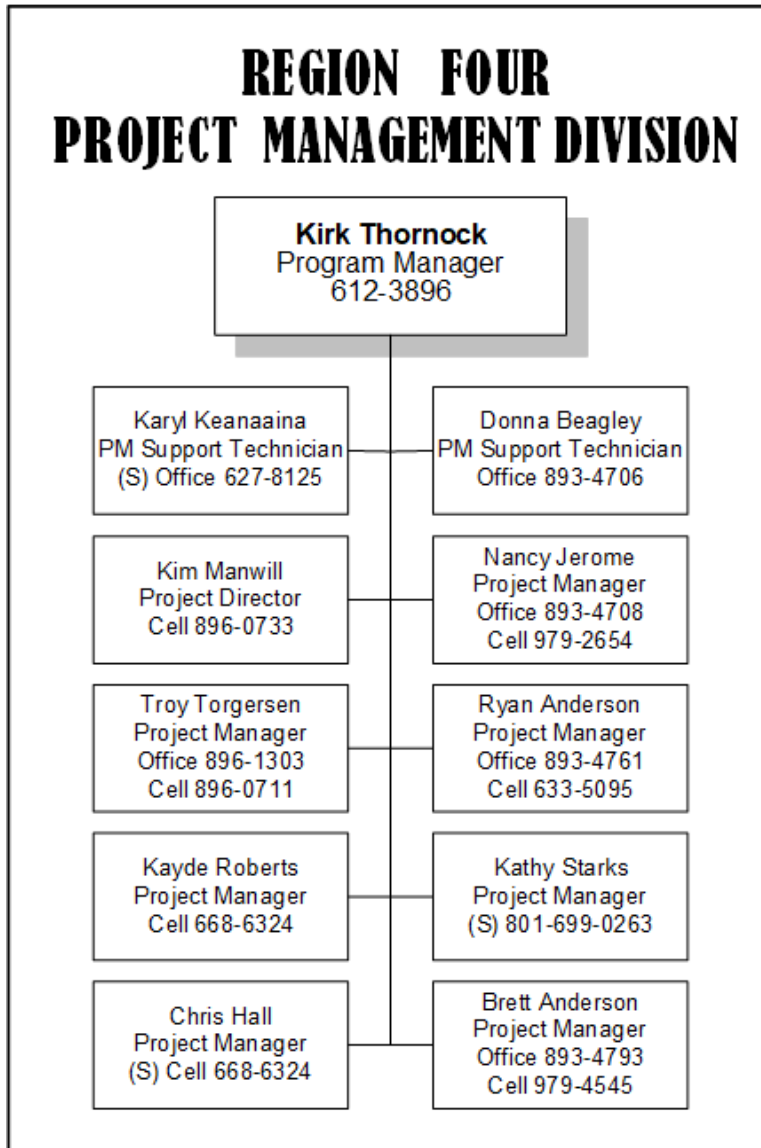 REGION FOUR
PROJECT MANAGEMENT DIVISION
Kirk Thornock
Program Manager
612-3896
Karyl Keanaaina
PM Support Technician
(S) Office 627-8125
Donna Beagley
PM Support Technician
Office 893-4706
Kim Manwill
Project Director
Cell 896-0733
Nancy Jerome
Project Manager
Office 893-4708
Cell 979-2654
Troy Torgersen
Project Manager
Office 896-1303
Cell 896-0711
Ryan Anderson
Project Manager
Office 893-4761
Cell 633-5095
Kayde Roberts
Project Manager
Cell 668-6324
Kathy Starks
Project Manager
(S) 801-699-0263
Chris Hall
Project Manager
(S) Cell 668-6324
Brett Anderson
Project Manager
Office 893-4793
Cell 979-4545